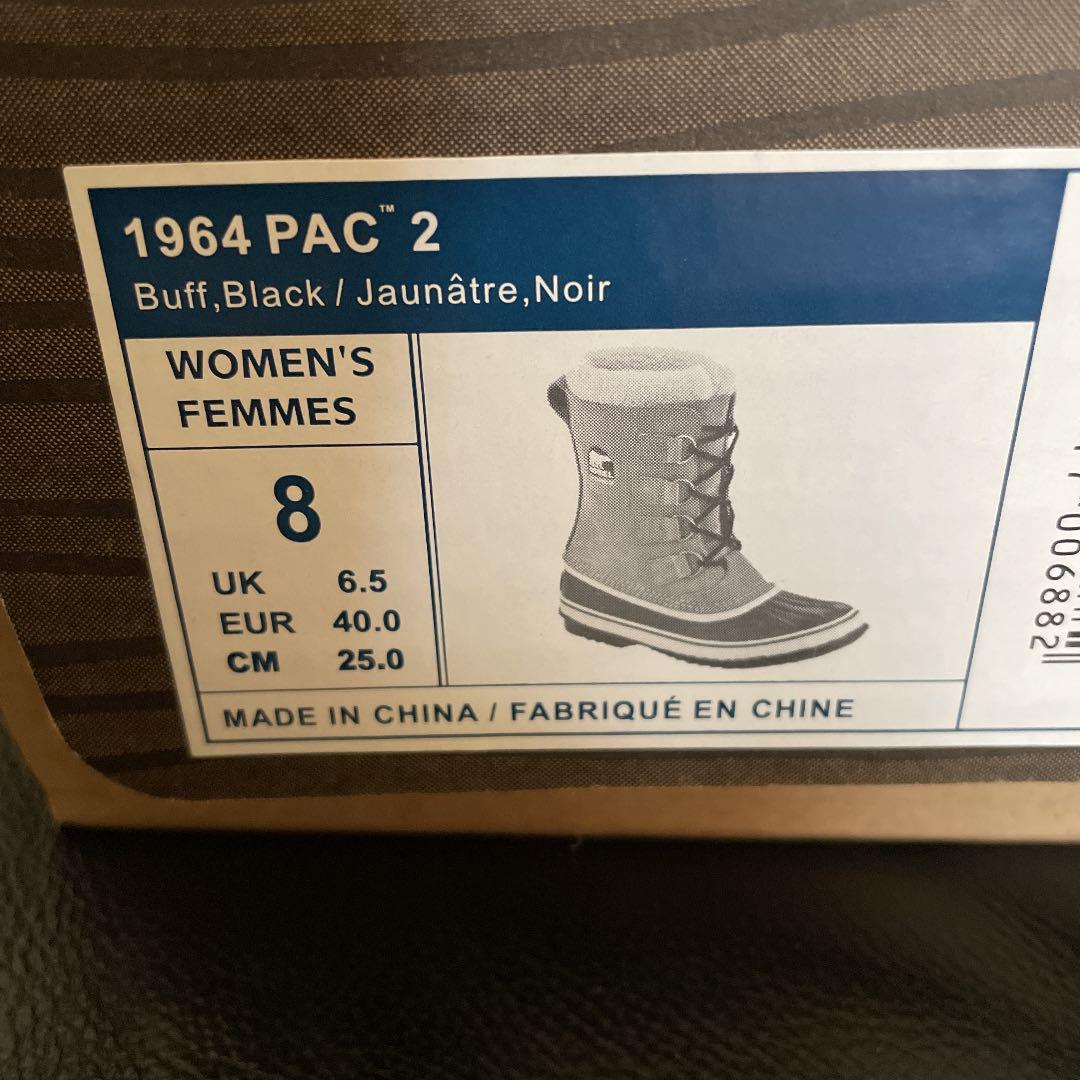 1964 PAC™ 2
Buff,Black / Jaunâtre,Noir
WOMEN'S
FEMMES
8
UK 6.5
EUR 40.0
CM 25.0
MADE IN CHINA / FABRIQUÉ EN CHINE
006882